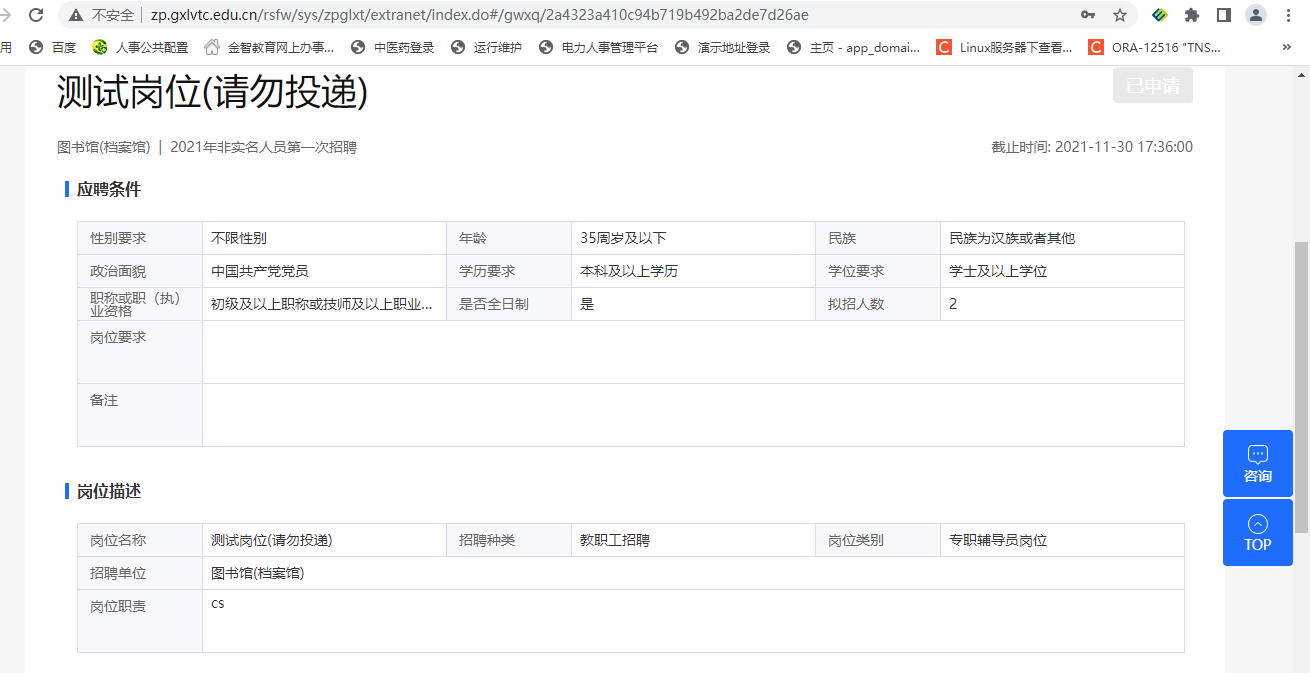 不安全 zp.gxlvtc.edu.cn/rsfw/sys/zpglxt/extranet/index.do#/gwxq/2a4323a410c94b719b492ba2de7d26ae
用 百度 人事公共配置 金智教育网上办事... 中医药登录 运行维护 电力人事管理平台 演示地址登录 主页 - app_domai... Linux服务器下查看... ORA-12516 "TNS... »
测试岗位(请勿投递) 已申请
图书馆(档案馆) | 2021年非实名人员第一次招聘 截止时间: 2021-11-30 17:36:00
应聘条件
性别要求 不限性别 年龄 35周岁及以下 民族 民族为汉族或者其他
政治面貌 中国共产党党员 学历要求 本科及以上学历 学位要求 学士及以上学位
职称或职（执）业资格 初级及以上职称或技师及以上职业... 是否全日制 是 拟招人数 2
岗位要求
备注
咨询
TOP
岗位描述
岗位名称 测试岗位(请勿投递) 招聘种类 教职工招聘 岗位类别 专职辅导员岗位
招聘单位 图书馆(档案馆)
岗位职责 cs